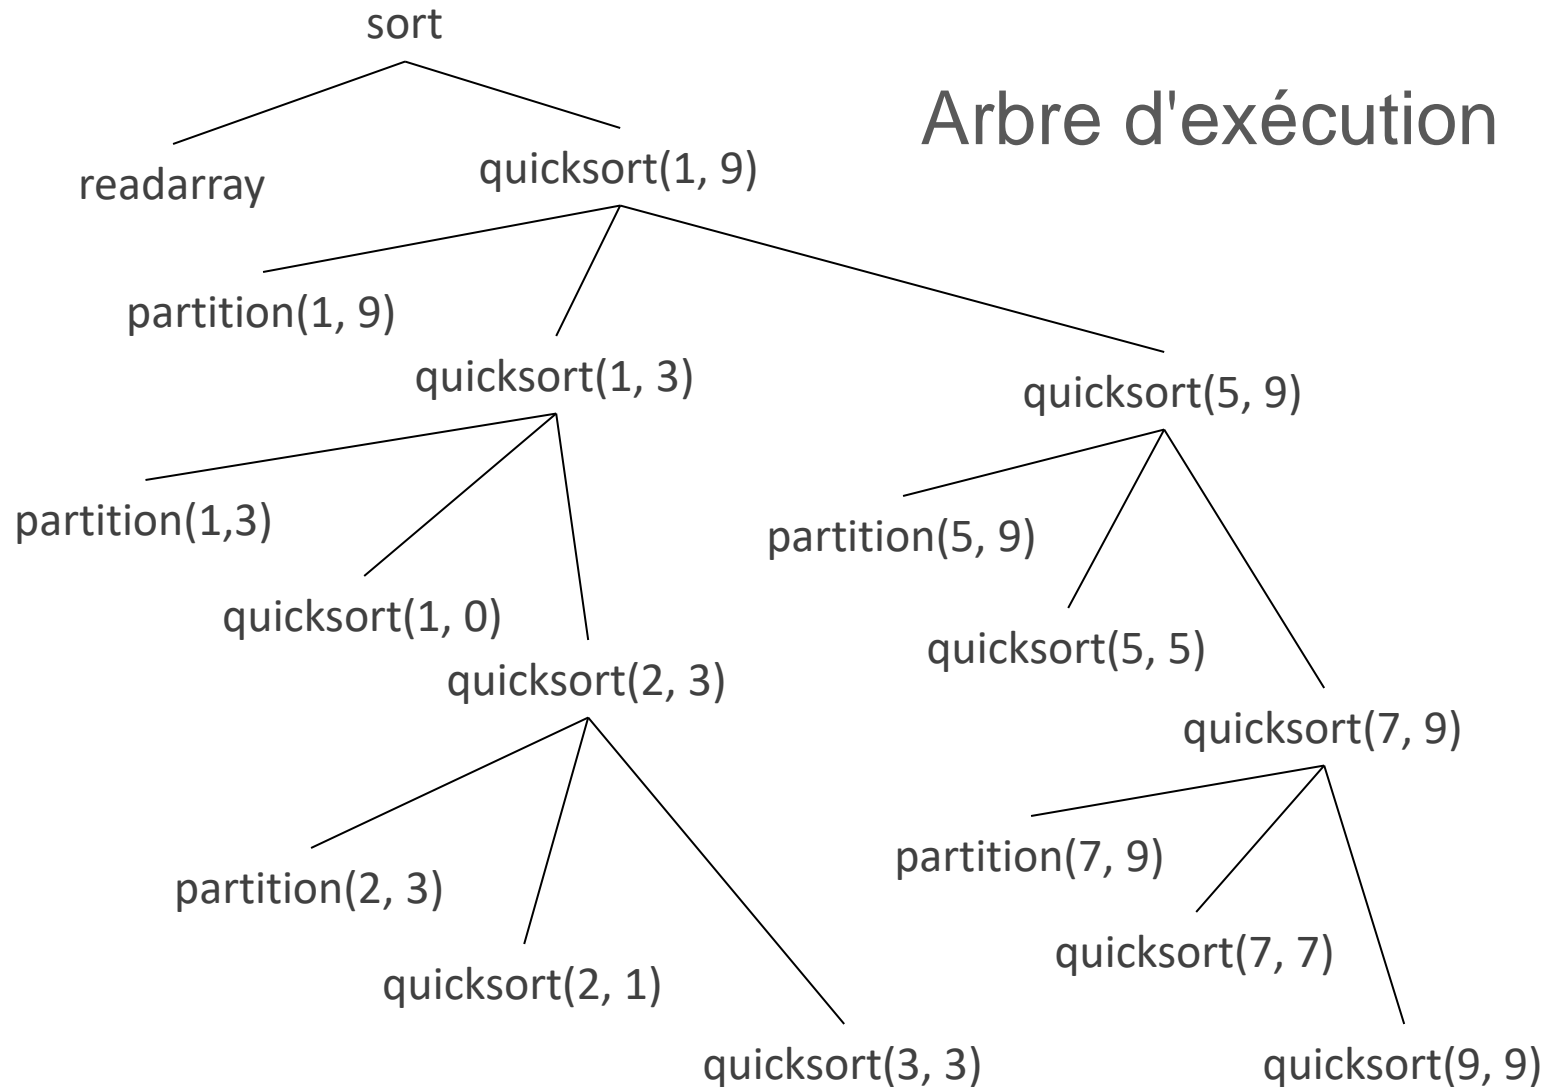 sort
Arbre d'exécution
readarray
quicksort(1, 9)
partition(1, 9)
quicksort(1, 3)
quicksort(5, 9)
partition(1,3)
partition(5, 9)
quicksort(1, 0)
quicksort(5, 5)
quicksort(2, 3)
quicksort(7, 9)
partition(2, 3)
partition(7, 9)
quicksort(7, 7)
quicksort(2, 1)
quicksort(3, 3)
quicksort(9, 9)